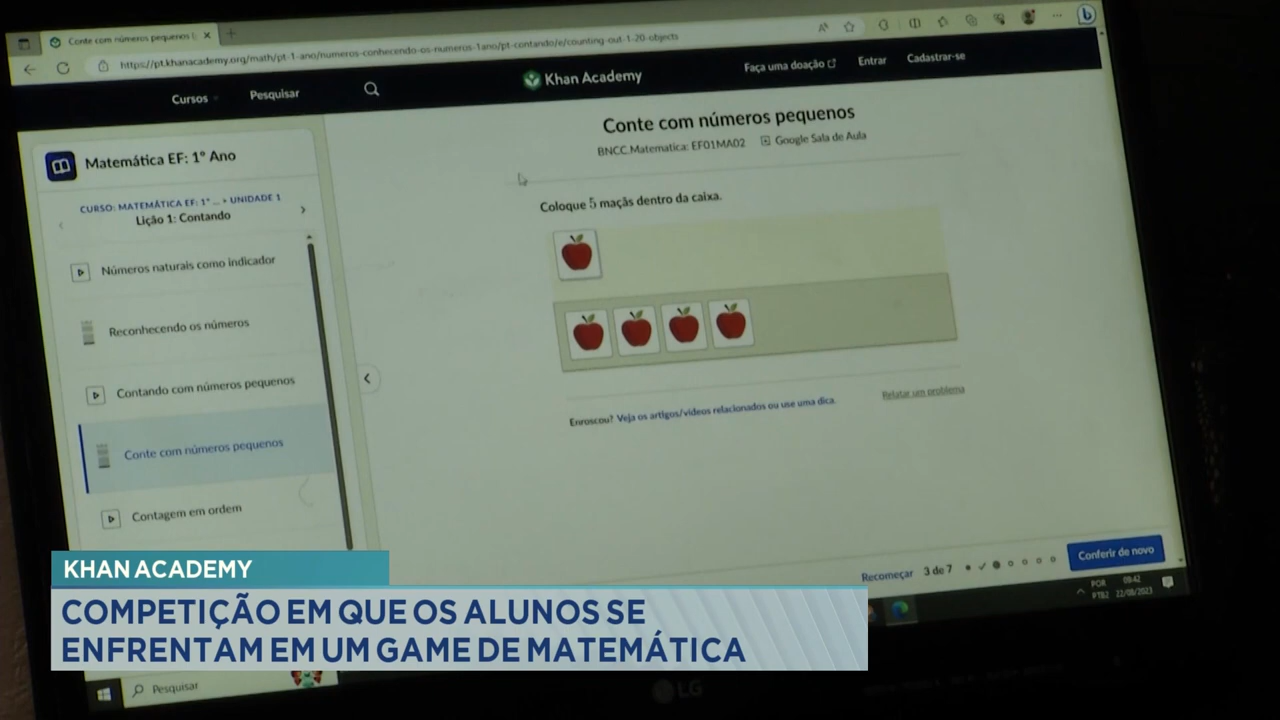 Conte com números pequenos
https://pt.khanacademy.org/math/pt-1-ano/numeros-conhecendo-os-numeros-1ano/pt-contando/e/counting-out-1-20-objects
Cursos
Pesquisar
Khan Academy
Faça uma doação
Entrar
Cadastrar-se
Matemática EF: 1º Ano
CURSO: MATEMÁTICA EF: 1º ... > UNIDADE 1
Lição 1: Contando
Números naturais como indicador
Reconhecendo os números
Contando com números pequenos
Conte com números pequenos
Contagem em ordem
Conte com números pequenos
BNCC.Matematica: EF01MA02
Google Sala de Aula
Coloque 5 maçãs dentro da caixa.
Enroscou? Veja os artigos/vídeos relacionados ou use uma dica.
Relatar um problema
Recomeçar
3 de 7
Conferir de novo
POR
PTB2
09:42
22/08/2023
Pesquisar
LG
KHAN ACADEMY
COMPETIÇÃO EM QUE OS ALUNOS SE
ENFRENTAM EM UM GAME DE MATEMÁTICA